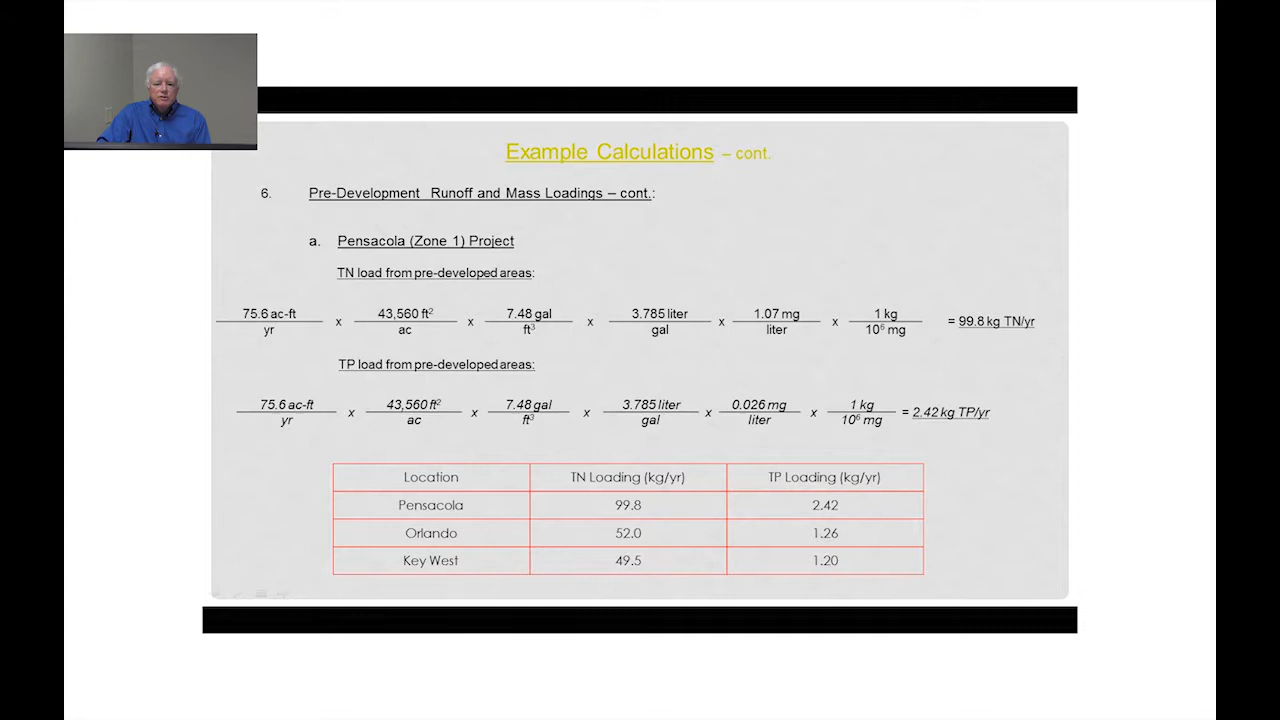 Example Calculations – cont.
6. Pre-Development Runoff and Mass Loadings – cont.:
a. Pensacola (Zone 1) Project
TN load from pre-developed areas:
75.6 ac-ft 43,560 ft² 7.48 gal 3.785 liter 1.07 mg 1 kg
x x x x x = 99.8 kg TN/yr
yr ac ft³ gal liter 10⁶ mg
TP load from pre-developed areas:
75.6 ac-ft 43,560 ft² 7.48 gal 3.785 liter 0.026 mg 1 kg
x x x x x = 2.42 kg TP/yr
yr ac ft³ gal liter 10⁶ mg
Location TN Loading (kg/yr) TP Loading (kg/yr)
Pensacola 99.8 2.42
Orlando 52.0 1.26
Key West 49.5 1.20